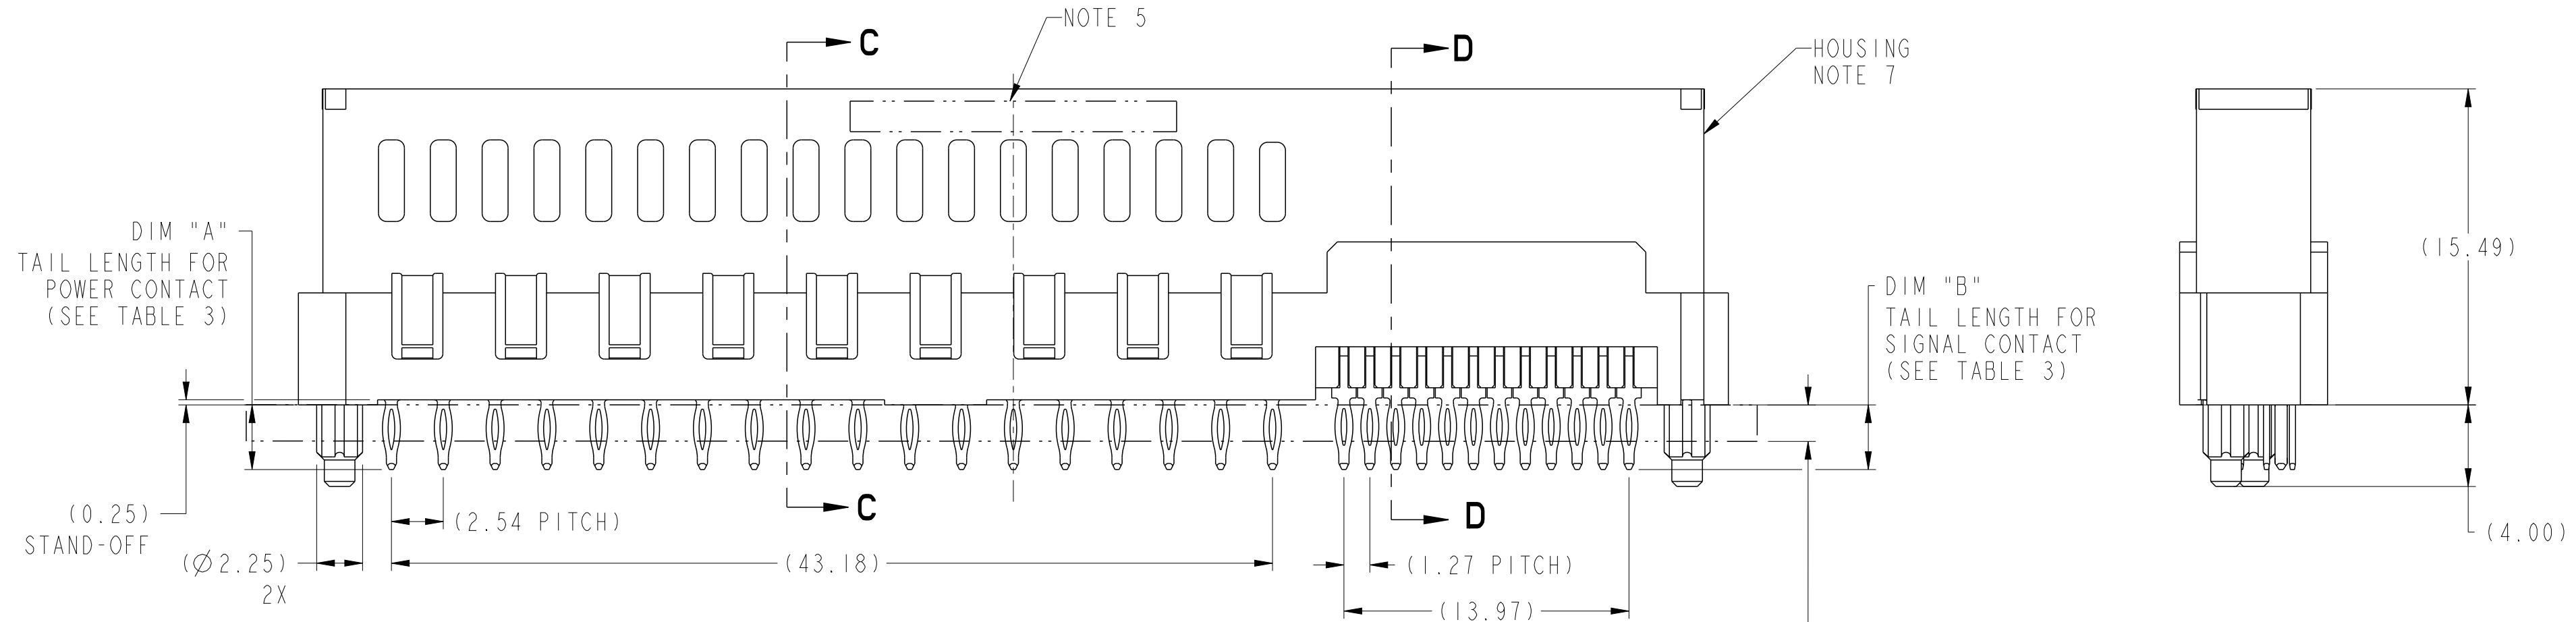 NOTE 5
C
D
HOUSING
NOTE 7
DIM "A"
TAIL LENGTH FOR
POWER CONTACT
(SEE TABLE 3)
(15.49)
DIM "B"
TAIL LENGTH FOR
SIGNAL CONTACT
(SEE TABLE 3)
C
D
(0.25)
STAND-OFF
(2.54 PITCH)
(4.00)
(Ø2.25)
2X
(43.18)
(1.27 PITCH)
(13.97)